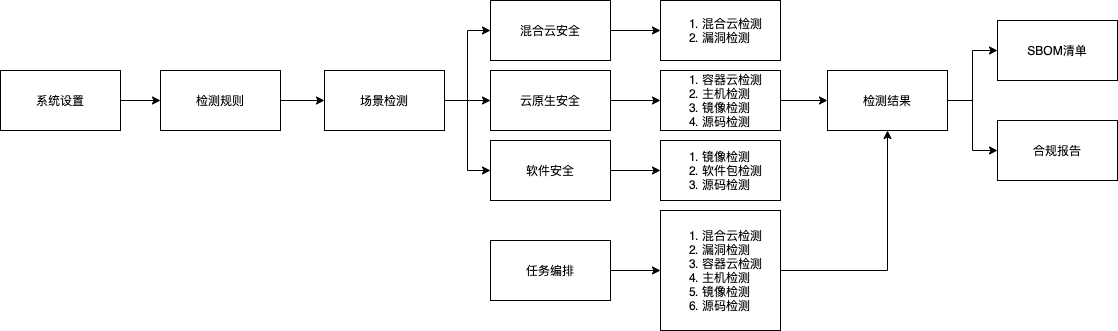 系统设置
检测规则
场景检测
混合云安全
1. 混合云检测
2. 漏洞检测
云原生安全
1. 容器云检测
2. 主机检测
3. 镜像检测
4. 源码检测
软件安全
1. 镜像检测
2. 软件包检测
3. 源码检测
任务编排
1. 混合云检测
2. 漏洞检测
3. 容器云检测
4. 主机检测
5. 镜像检测
6. 源码检测
检测结果
SBOM清单
合规报告